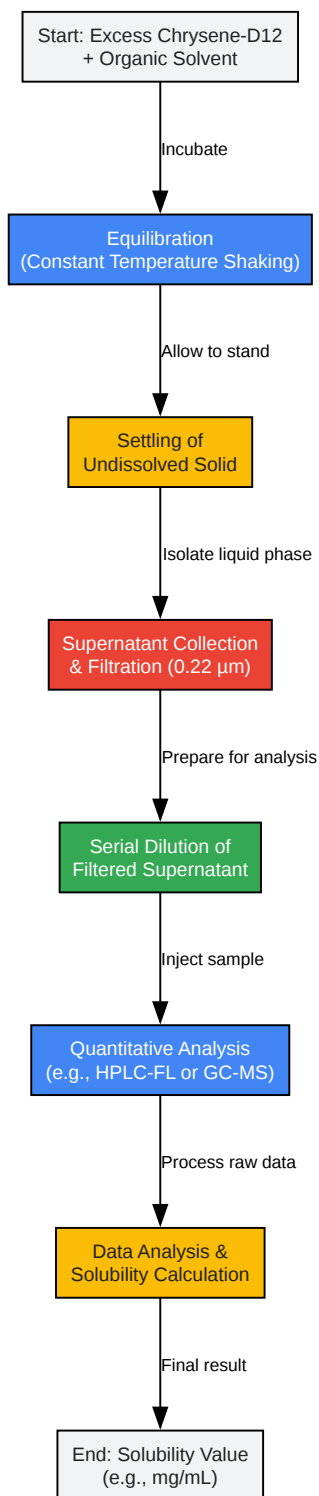 Start: Excess Chrysene-D12
+ Organic Solvent
Incubate
Equilibration
(Constant Temperature Shaking)
Allow to stand
Settling of
Undissolved Solid
Isolate liquid phase
Supernatant Collection
& Filtration (0.22 µm)
Prepare for analysis
Serial Dilution of
Filtered Supernatant
Inject sample
Quantitative Analysis
(e.g., HPLC-FL or GC-MS)
Process raw data
Data Analysis &
Solubility Calculation
Final result
End: Solubility Value
(e.g., mg/mL)